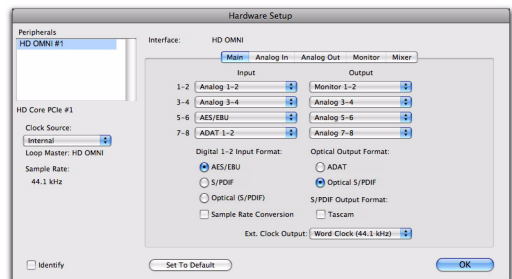 Hardware Setup
Peripherals
HD OMNI #1
HD Core PCIe #1
Clock Source:
Internal
Loop Master: HD OMNI
Sample Rate:
44.1 kHz
Identify
Interface: HD OMNI
Main Analog In Analog Out Monitor Mixer
Input Output
1-2 Analog 1-2 Monitor 1-2
3-4 Analog 3-4 Analog 3-4
5-6 AES/EBU Analog 5-6
7-8 ADAT 1-2 Analog 7-8
Digital 1-2 Input Format: Optical Output Format:
AES/EBU ADAT
S/PDIF Optical S/PDIF
Optical (S/PDIF) S/PDIF Output Format:
Sample Rate Conversion Tascam
Ext. Clock Output: Word Clock (44.1 kHz)
Set To Default OK